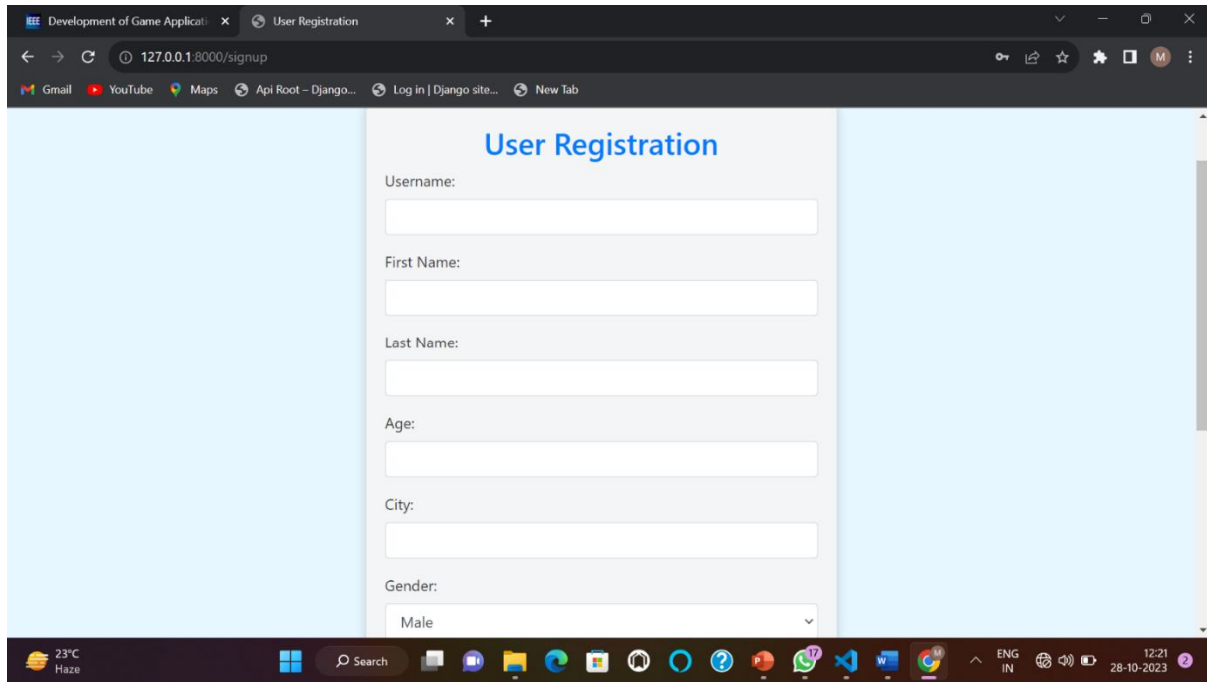 IEEE Development of Game Applicati
User Registration
127.0.0.1:8000/signup
M
Gmail YouTube Maps Api Root – Django... Log in | Django site... New Tab
User Registration
Username:
First Name:
Last Name:
Age:
City:
Gender:
Male
23°C
Haze
Search
17
M
ENG
IN
12:21
28-10-2023
2